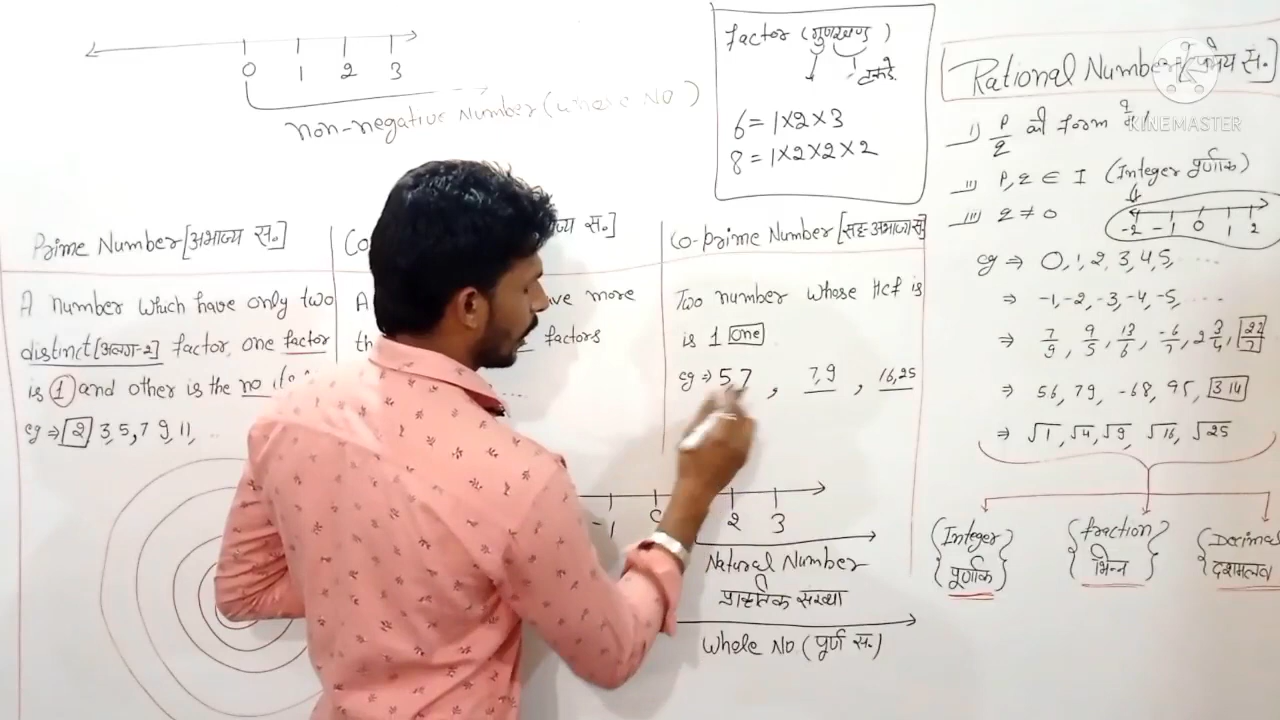 0 1 2 3
non-negative Number (whole NO)
Factor (गुणखण्ड)
टुकड़े
6 = 1×2×3
8 = 1×2×2×2
Prime Number [अभाज्य स.]
A number which have only two
distinct [अलग-2] factor, one factor
is 1 and other is the no
eg ⇒ 2 3, 5, 7 9, 11, ..
Co
स.]
A
have more
factors
Co-prime Number [सह-अभाज्य स.]
Two number whose Hcf is
is 1 one
eg ⇒ 5,7 , 7,9 , 16,25
-1 2 3
Natural Number
प्राकृतिक संख्या
Whole NO (पूर्ण स.)
Rational Number
KINEMASTER
i) p/q की form में
ii) P, q ∈ I (Integer पूर्णांक)
iii) q ≠ 0
-2 -1 0 1 2
eg ⇒ 0, 1, 2, 3, 4, 5, .....
⇒ -1, -2, -3, -4, -5, ....
⇒ 7/9, 9/5, 13/6, -6/7, 2 3/4, 22/7
⇒ 56, 79, -68, 95, 3 14
⇒ √1, √4, √9, √16, √25
{Integer पूर्णांक}
{fraction भिन्न}
{Decimal दशमलव